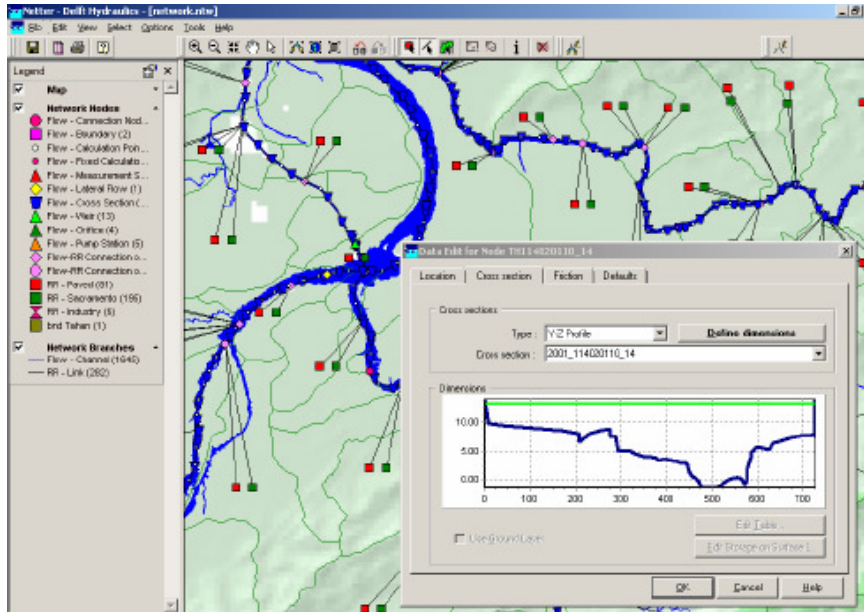 Netter - Delft Hydraulics - [network.ntw]
File Edit View Select Options Tools Help
Legend
Map
Network Nodes
Flow - Connection Nod...
Flow - Boundary (2)
Flow - Calculation Poin...
Flow - Fixed Calculatio...
Flow - Measurement S...
Flow - Lateral Flow (1)
Flow - Cross Section (...
Flow - Weir (13)
Flow - Orifice (4)
Flow - Pump Station (5)
Flow-RR Connection o...
Flow-RR Connection o...
RR - Paved (81)
RR - Sacramento (195)
RR - Industry (5)
bnd Tahan (1)
Network Branches
Flow - Channel (1645)
RR - Link (282)
Data Edit for Node TH114020110_14
Location Cross section Friction Defaults
Cross sections
Type : Y-Z Profile Define dimensions
Cross section : 2001_114020110_14
Dimensions
10.00
5.00
0.00
0 100 200 300 400 500 600 700
Edit Table...
Use Ground Layer
Edit Storage on Surface L...
OK Cancel Help